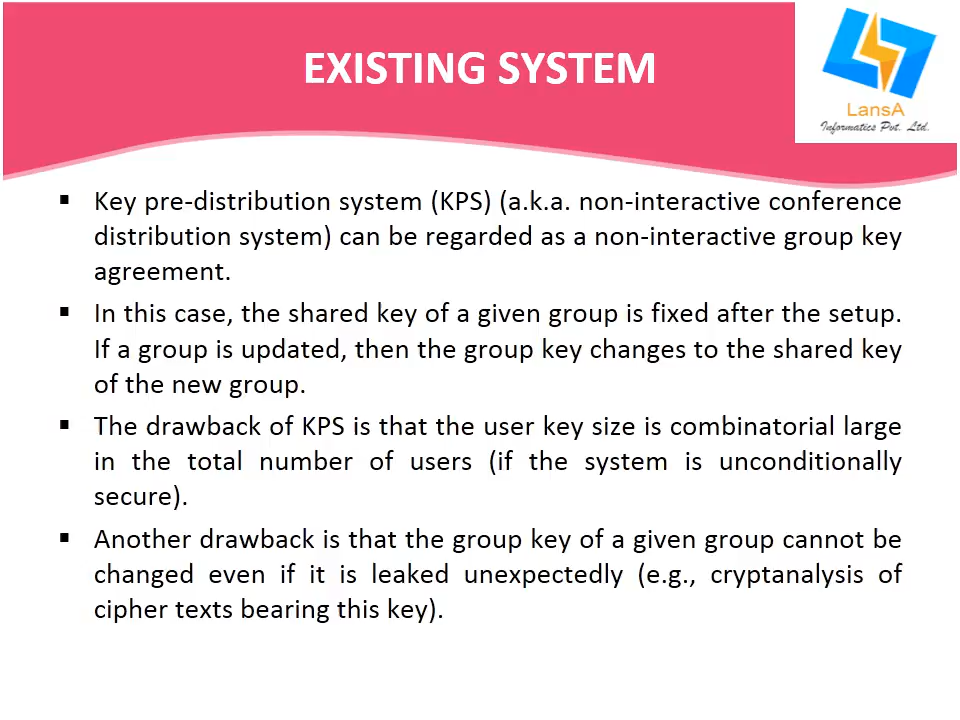 EXISTING SYSTEM
LansA
Informatics Pvt. Ltd.
▪ Key pre-distribution system (KPS) (a.k.a. non-interactive conference
distribution system) can be regarded as a non-interactive group key
agreement.
▪ In this case, the shared key of a given group is fixed after the setup.
If a group is updated, then the group key changes to the shared key
of the new group.
▪ The drawback of KPS is that the user key size is combinatorial large
in the total number of users (if the system is unconditionally
secure).
▪ Another drawback is that the group key of a given group cannot be
changed even if it is leaked unexpectedly (e.g., cryptanalysis of
cipher texts bearing this key).